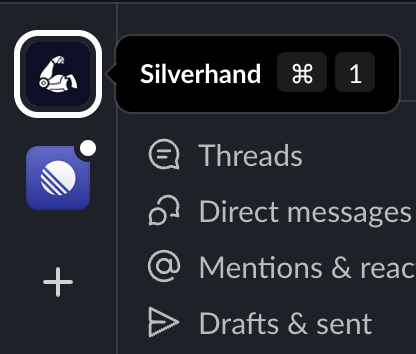 Silverhand ⌘ 1
Threads
Direct messages
Mentions & reac
Drafts & sent